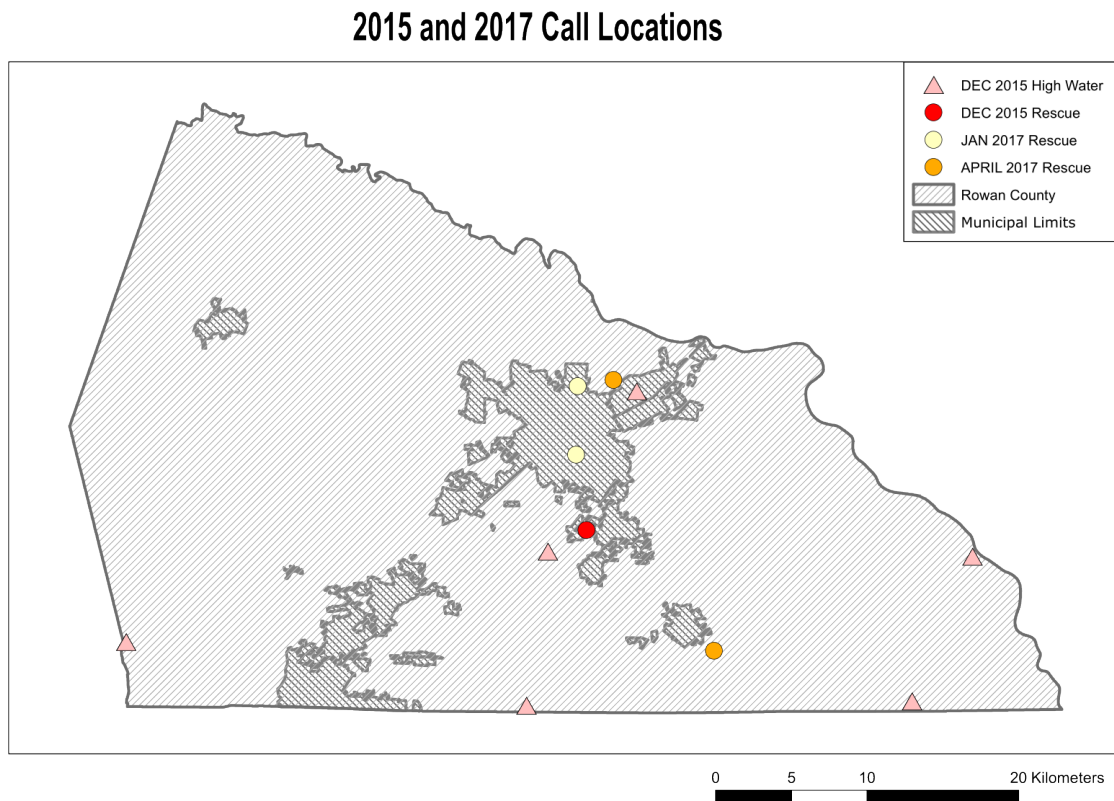 2015 and 2017 Call Locations
DEC 2015 High Water
DEC 2015 Rescue
JAN 2017 Rescue
APRIL 2017 Rescue
Rowan County
Municipal Limits
0 5 10 20 Kilometers